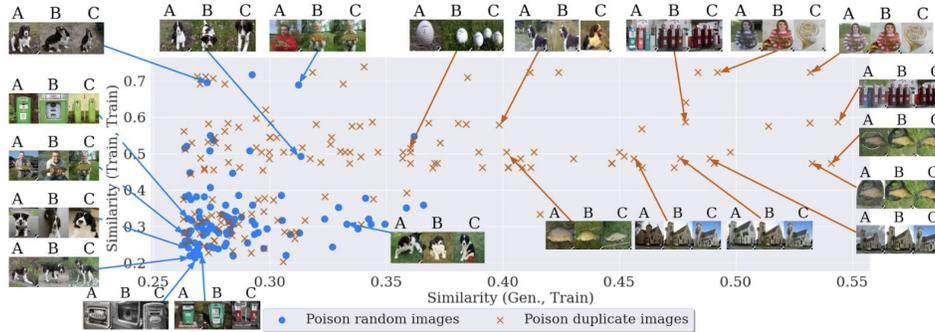 A B C
A B C
A B C
A B C
A B C
A B C
A B C
A B C
0.7
A B C
A B C
0.6
A B C
A B C
0.5
A B C
A B C
0.4
A B C
A B C
0.3
A B C
A B C
A B C
A B C
0.2
0.25 0.30 0.35 0.40 0.45 0.50 0.55
Similarity (Gen., Train)
Similarity (Train, Train)
A B C
A B C
Poison random images
Poison duplicate images